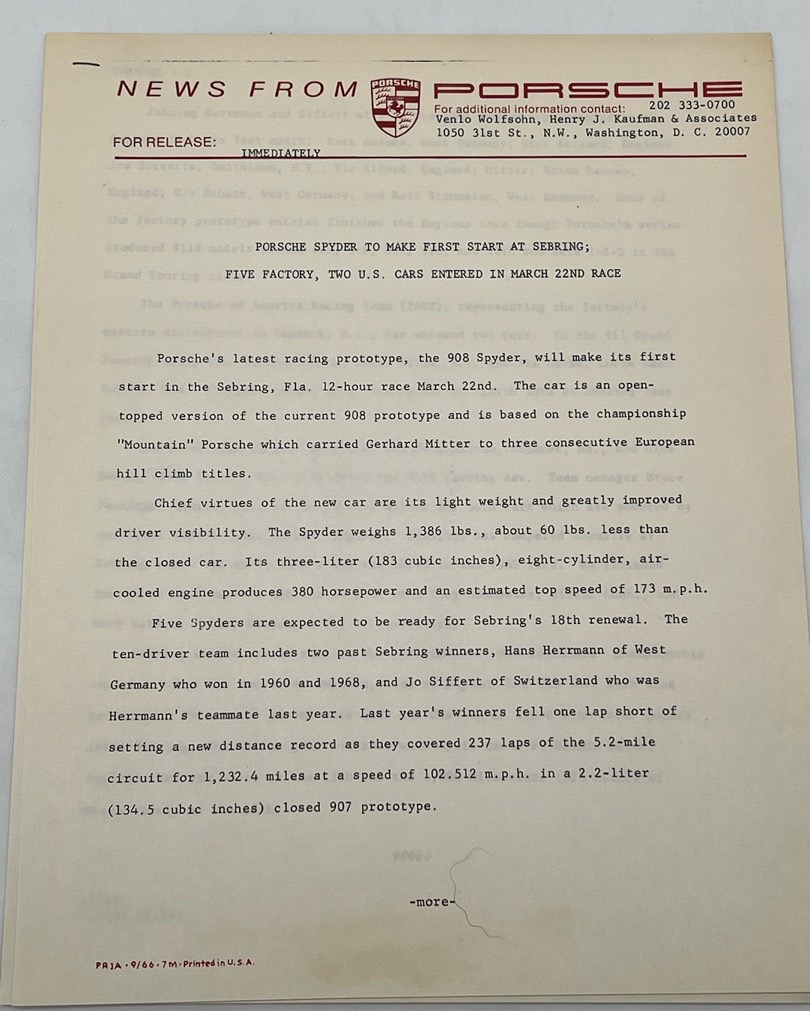 NEWS FROM PORSCHE PORSCHE
For additional information contact: 202 333-0700
Venlo Wolfsohn, Henry J. Kaufman & Associates
1050 31st St., N.W., Washington, D. C. 20007
FOR RELEASE: IMMEDIATELY
PORSCHE SPYDER TO MAKE FIRST START AT SEBRING;
FIVE FACTORY, TWO U.S. CARS ENTERED IN MARCH 22ND RACE
Porsche's latest racing prototype, the 908 Spyder, will make its first
start in the Sebring, Fla. 12-hour race March 22nd. The car is an open-
topped version of the current 908 prototype and is based on the championship
"Mountain" Porsche which carried Gerhard Mitter to three consecutive European
hill climb titles.
Chief virtues of the new car are its light weight and greatly improved
driver visibility. The Spyder weighs 1,386 lbs., about 60 lbs. less than
the closed car. Its three-liter (183 cubic inches), eight-cylinder, air-
cooled engine produces 380 horsepower and an estimated top speed of 173 m.p.h.
Five Spyders are expected to be ready for Sebring's 18th renewal. The
ten-driver team includes two past Sebring winners, Hans Herrmann of West
Germany who won in 1960 and 1968, and Jo Siffert of Switzerland who was
Herrmann's teammate last year. Last year's winners fell one lap short of
setting a new distance record as they covered 237 laps of the 5.2-mile
circuit for 1,232.4 miles at a speed of 102.512 m.p.h. in a 2.2-liter
(134.5 cubic inches) closed 907 prototype.
-more-
PR1A · 9/66 · 7M · Printed in U.S.A.